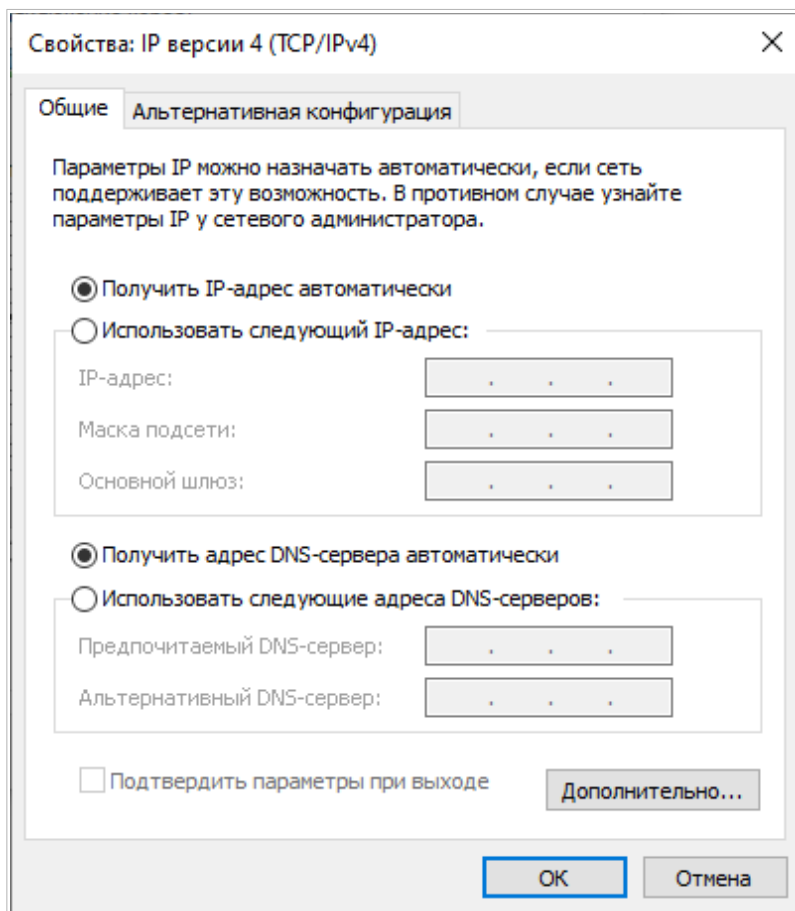 Свойства: IP версии 4 (TCP/IPv4)
Общие
Альтернативная конфигурация
Параметры IP можно назначать автоматически, если сеть
поддерживает эту возможность. В противном случае узнайте
параметры IP у сетевого администратора.
Получить IP-адрес автоматически
Использовать следующий IP-адрес:
IP-адрес:
Маска подсети:
Основной шлюз:
Получить адрес DNS-сервера автоматически
Использовать следующие адреса DNS-серверов:
Предпочитаемый DNS-сервер:
Альтернативный DNS-сервер:
Подтвердить параметры при выходе
Дополнительно...
ОК
Отмена